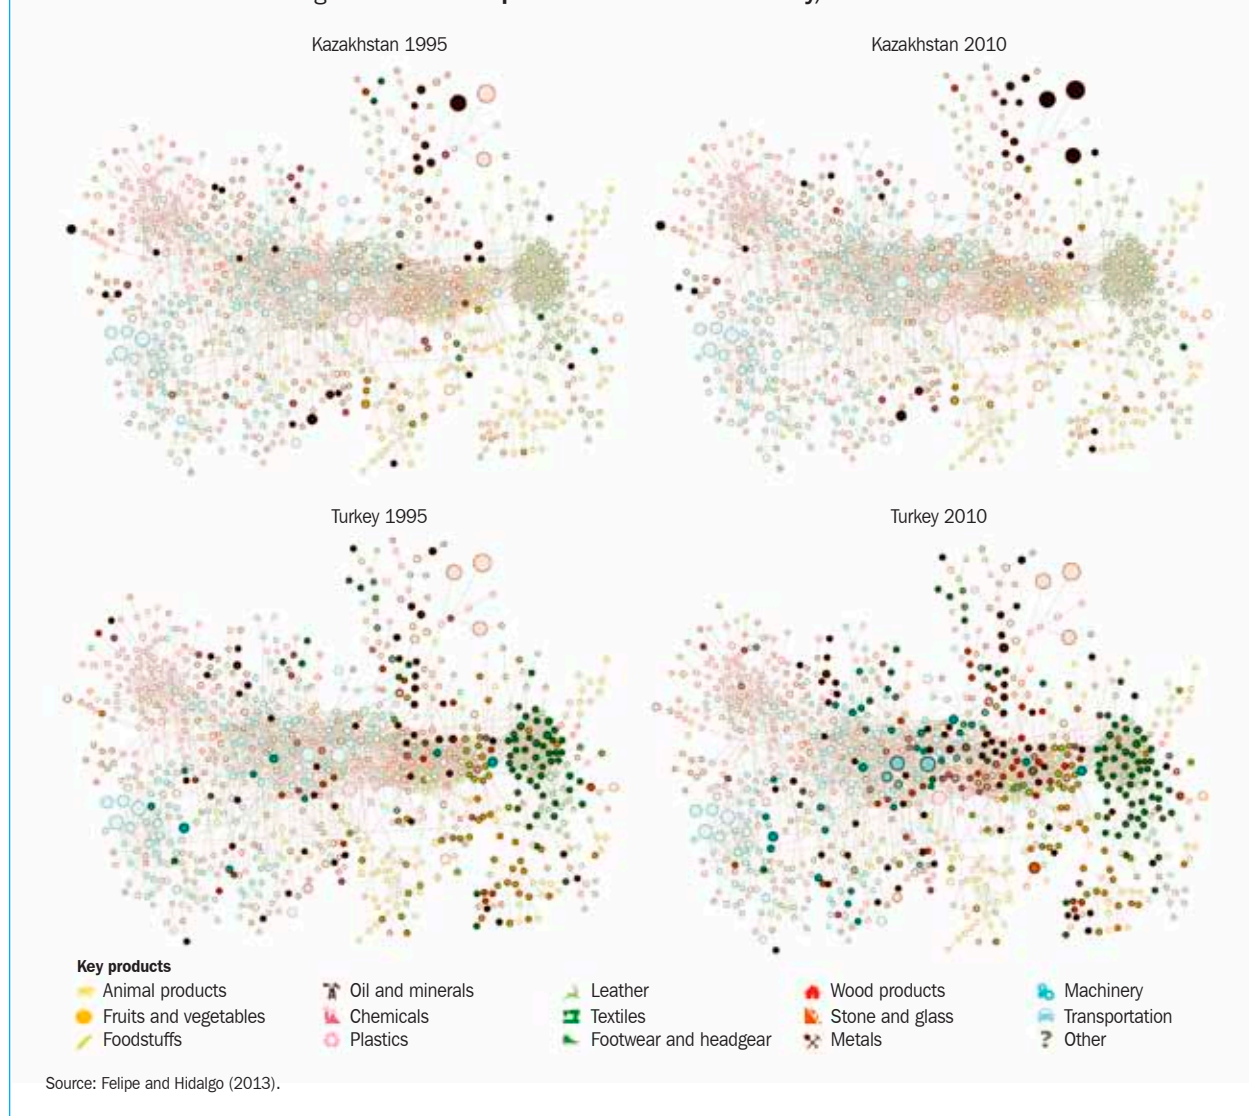 Kazakhstan 1995
Kazakhstan 2010
Turkey 1995
Turkey 2010
Key products
Animal products
Oil and minerals
Leather
Wood products
Machinery
Fruits and vegetables
Chemicals
Textiles
Stone and glass
Transportation
Foodstuffs
Plastics
Footwear and headgear
Metals
? Other
Source: Felipe and Hidalgo (2013).